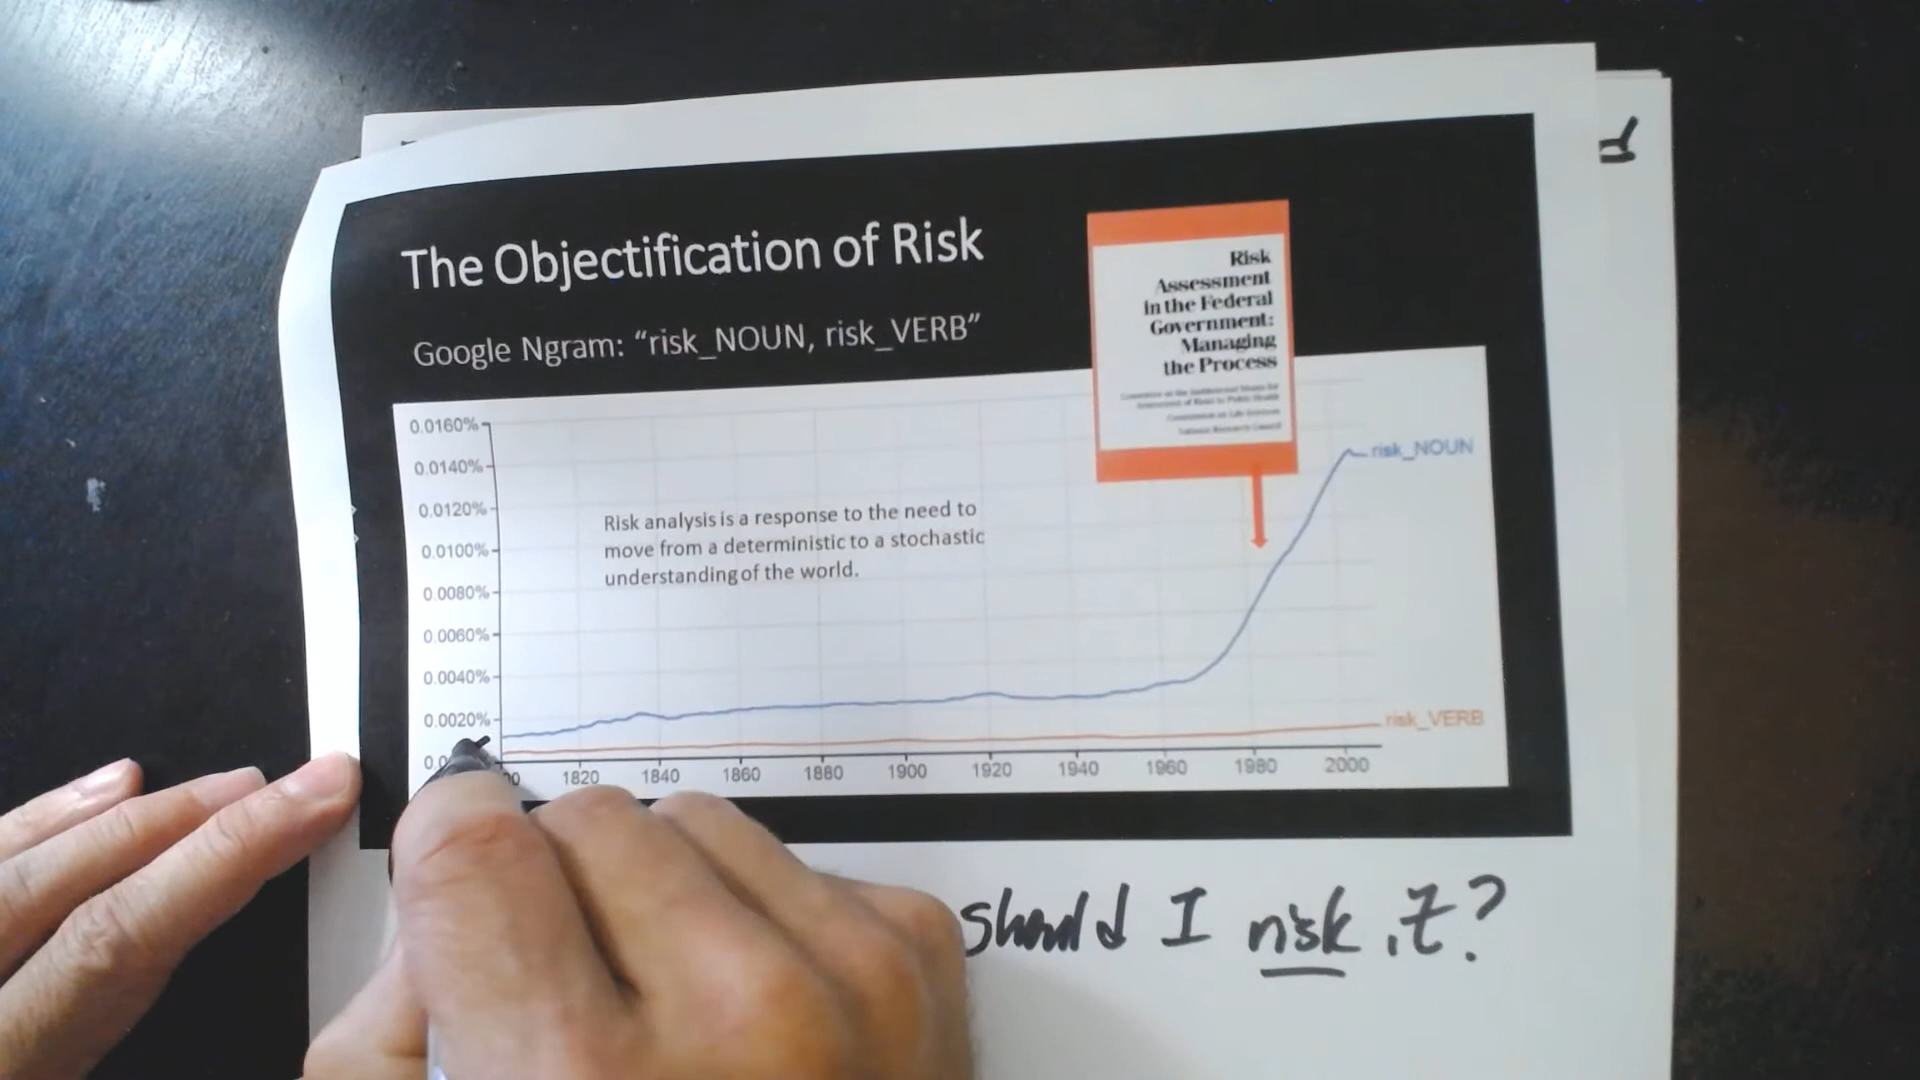 The Objectification of Risk
Google Ngram: “risk_NOUN, risk_VERB”
Risk
Assessment
in the Federal
Government:
Managing
the Process
0.0160%
0.0140%
0.0120%
0.0100%
0.0080%
0.0060%
0.0040%
0.0020%
Risk analysis is a response to the need to
move from a deterministic to a stochastic
understanding of the world.
risk_NOUN
risk_VERB
1820 1840 1860 1880 1900 1920 1940 1960 1980 2000
should I risk it?